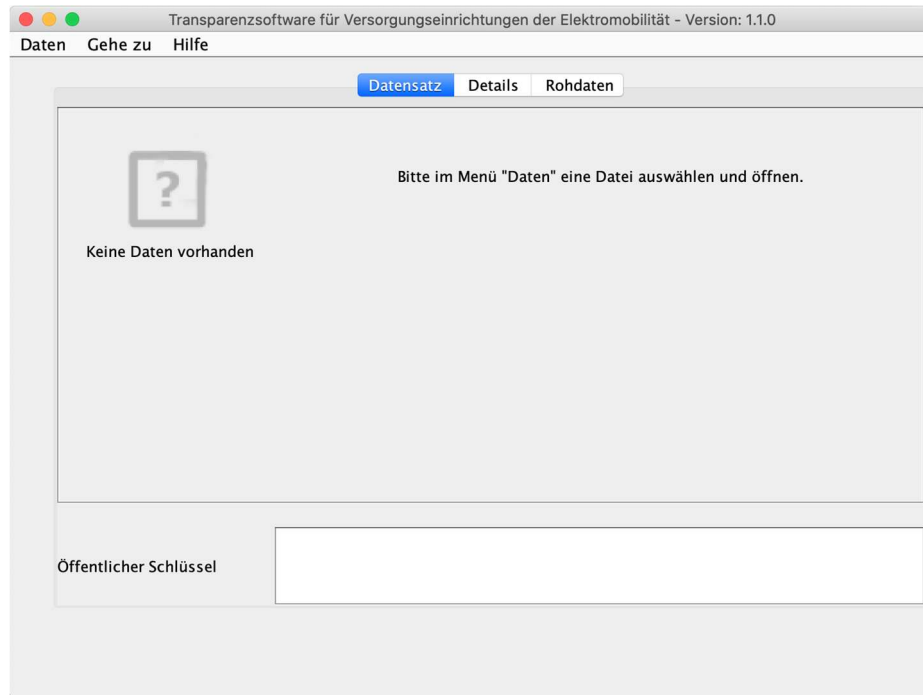 Transparenzsoftware für Versorgungseinrichtungen der Elektromobilität - Version: 1.1.0
Daten Gehe zu Hilfe
Datensatz Details Rohdaten
?
Bitte im Menü "Daten" eine Datei auswählen und öffnen.
Keine Daten vorhanden
Öffentlicher Schlüssel